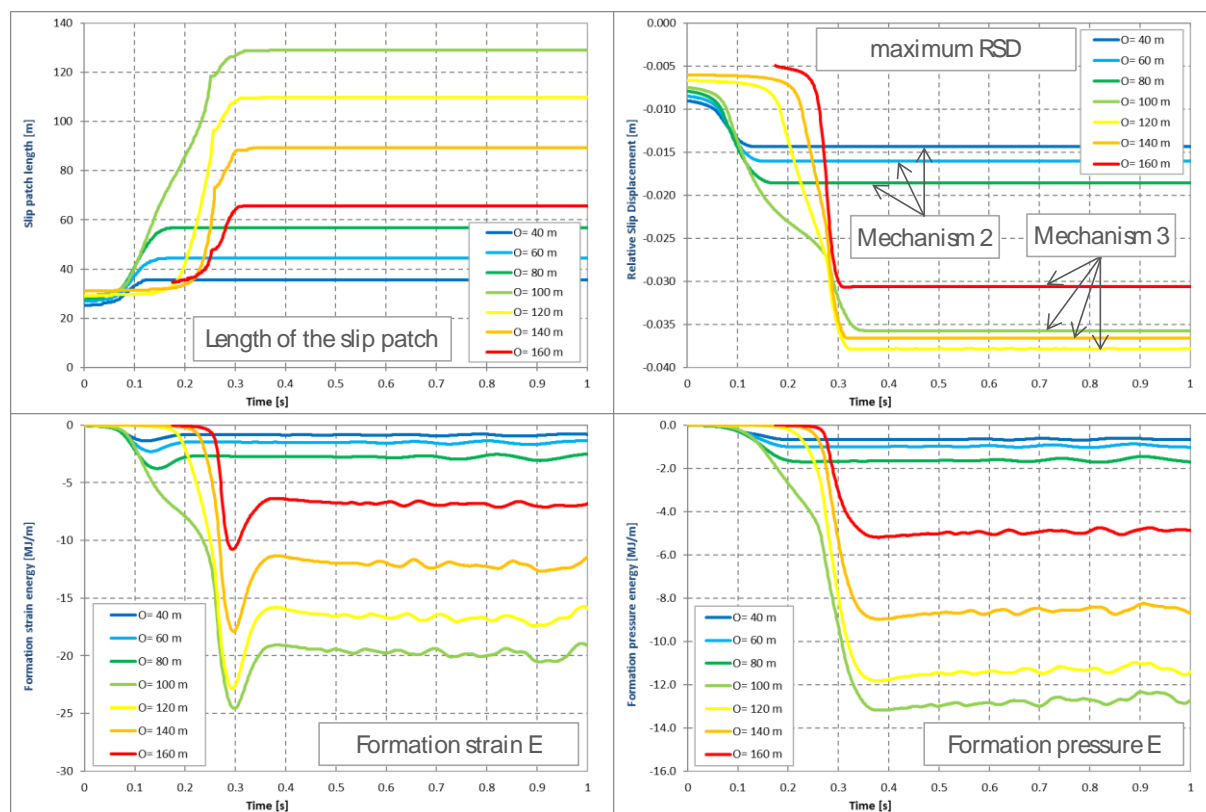 140
120
100
80
60
40
20
0
Slip patch length [m]
0 0.1 0.2 0.3 0.4 0.5 0.6 0.7 0.8 0.9 1
Time [s]
O= 40 m
O= 60 m
O= 80 m
O= 100 m
O= 120 m
O= 140 m
O= 160 m
Length of the slip patch
0.000
-0.005
-0.010
-0.015
-0.020
-0.025
-0.030
-0.035
-0.040
Relative Slip Displacement [m]
0 0.1 0.2 0.3 0.4 0.5 0.6 0.7 0.8 0.9 1
Time [s]
maximum RSD
O= 40 m
O= 60 m
O= 80 m
O= 100 m
O= 120 m
O= 140 m
O= 160 m
Mechanism 2
Mechanism 3
0
-5
-10
-15
-20
-25
-30
Formation strain energy [MJ/m]
0 0.1 0.2 0.3 0.4 0.5 0.6 0.7 0.8 0.9 1
Time [s]
O= 40 m
O= 60 m
O= 80 m
O= 100 m
O= 120 m
O= 140 m
O= 160 m
Formation strain E
0.0
-2.0
-4.0
-6.0
-8.0
-10.0
-12.0
-14.0
-16.0
Formation pressure energy [MJ/m]
0 0.1 0.2 0.3 0.4 0.5 0.6 0.7 0.8 0.9 1
Time [s]
O= 40 m
O= 60 m
O= 80 m
O= 100 m
O= 120 m
O= 140 m
O= 160 m
Formation pressure E